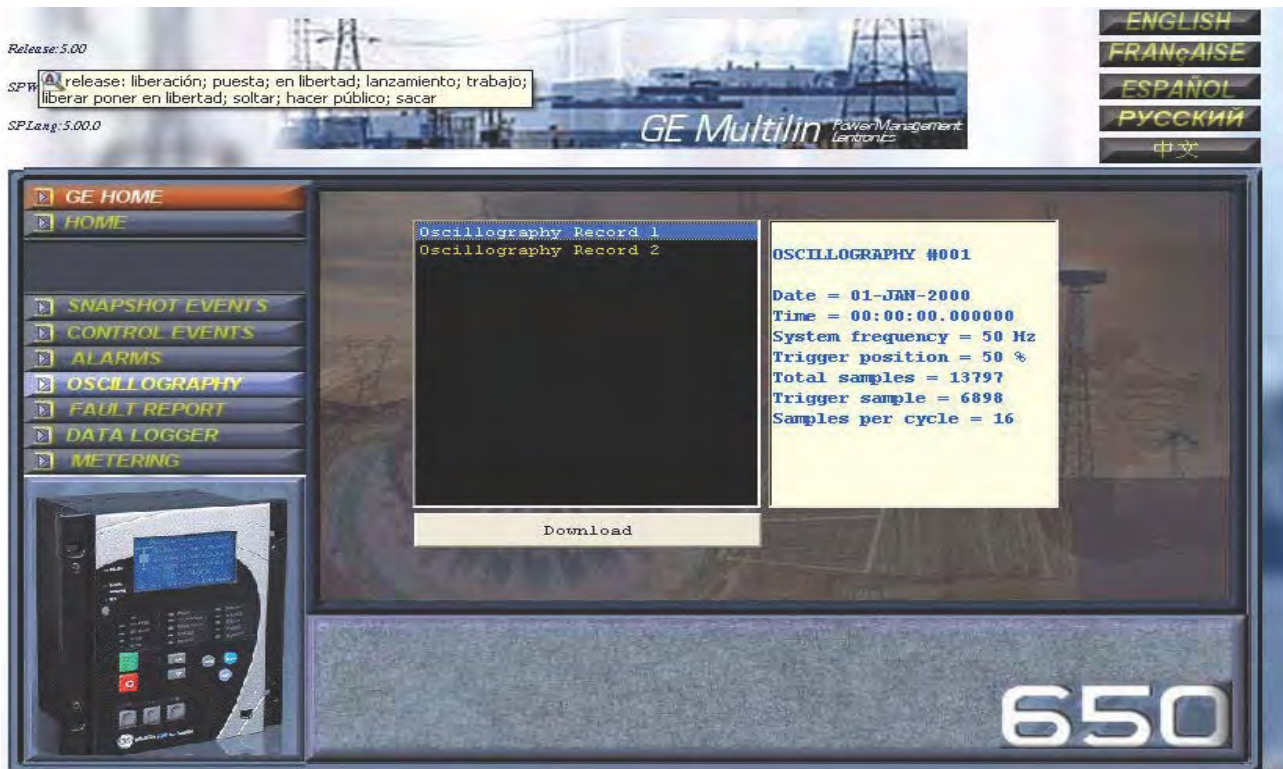 Release:5.00
SPW
release: liberación; puesta; en libertad; lanzamiento; trabajo;
liberar poner en libertad; soltar; hacer público; sacar
SPLang:5.00.0
GE Multilin PowerManagement
Lentronics
ENGLISH
FRANçAISE
ESPAÑOL
РУССКИЙ
中文
GE HOME
HOME
SNAPSHOT EVENTS
CONTROL EVENTS
ALARMS
OSCILLOGRAPHY
FAULT REPORT
DATA LOGGER
METERING
Oscillography Record 1
Oscillography Record 2
Download
OSCILLOGRAPHY #001
Date = 01-JAN-2000
Time = 00:00:00.000000
System frequency = 50 Hz
Trigger position = 50 %
Total samples = 13797
Trigger sample = 6898
Samples per cycle = 16
650